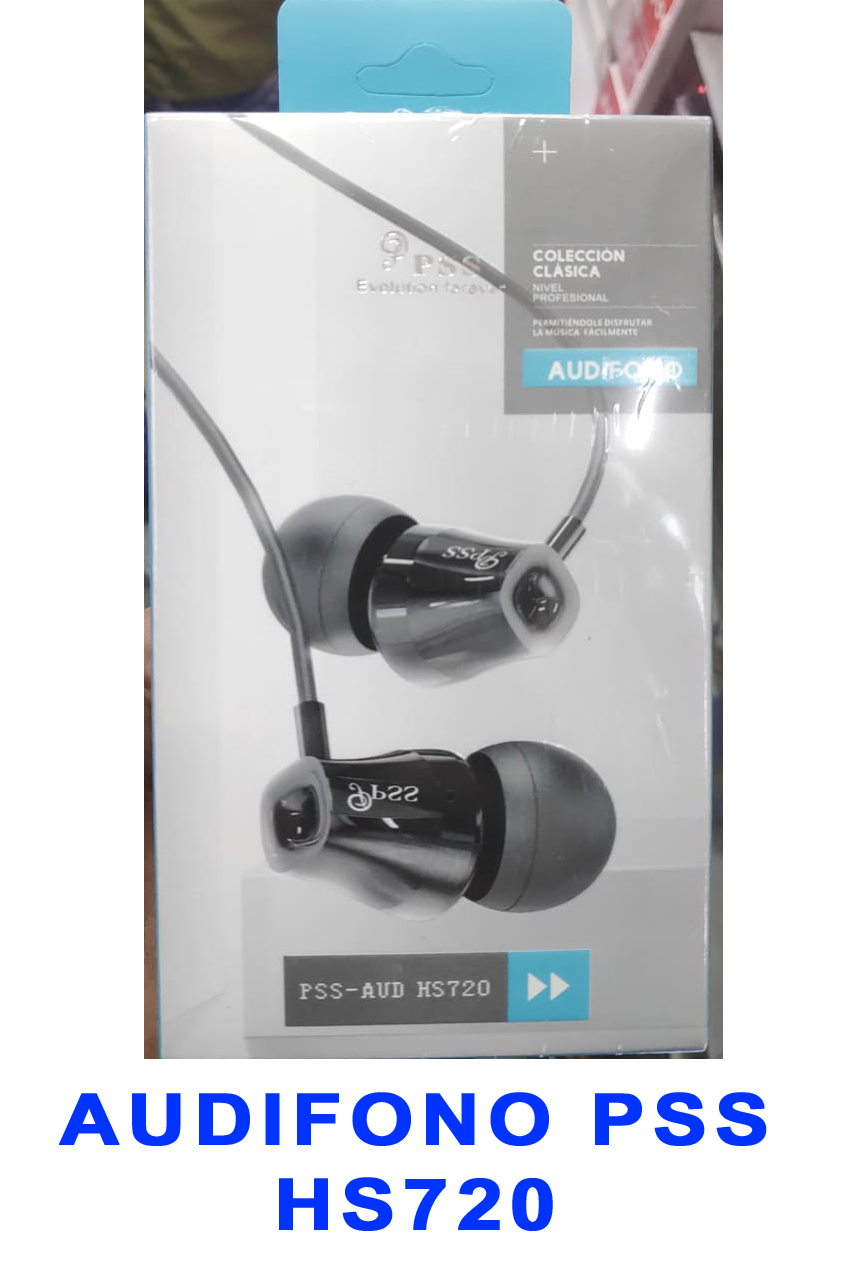 PSS
Evolution forever
COLECCIÓN
CLÁSICA
NIVEL
PROFESIONAL
PERMITIÉNDOLE DISFRUTAR
LA MÚSICA FÁCILMENTE
AUDÍFONO
PSS
PSS
PSS-AUD HS720
AUDIFONO PSS
HS720